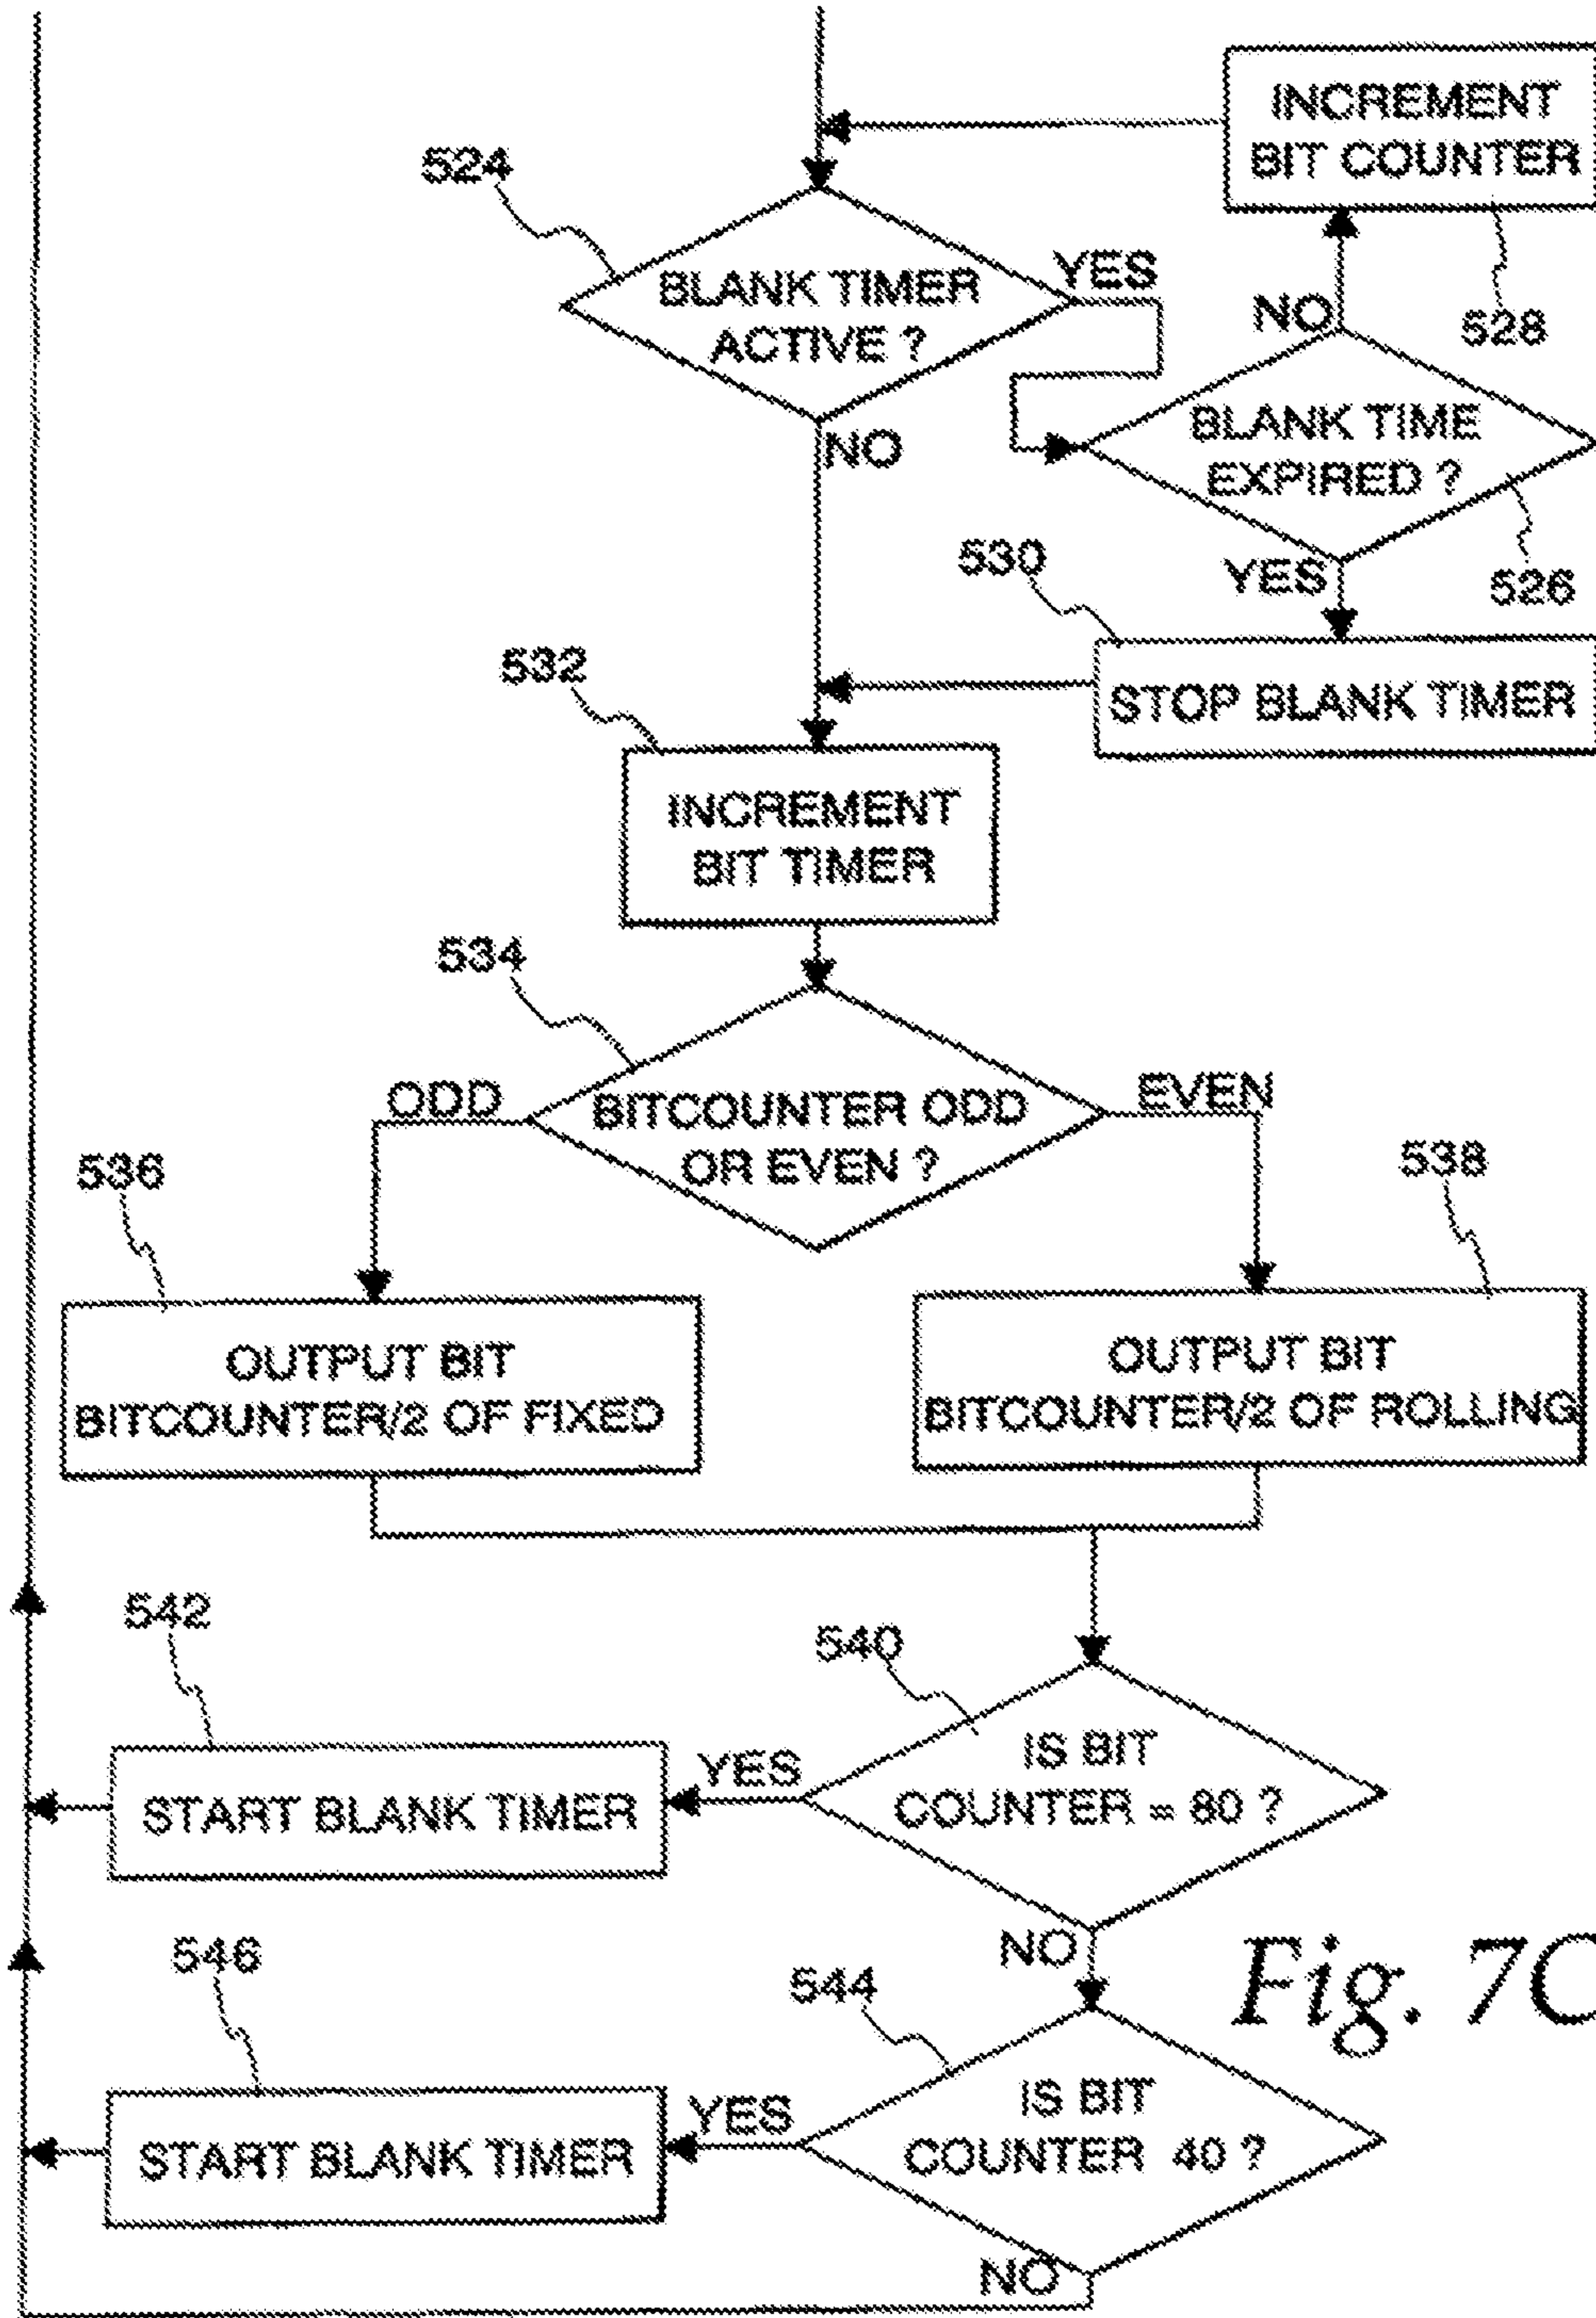 INCREMENT
BIT COUNTER
524
BLANK TIMER
ACTIVE ?
YES
NO
528
BLANK TIME
EXPIRED ?
NO
526
YES
530
STOP BLANK TIMER
532
INCREMENT
BIT TIMER
534
BITCOUNTER ODD
OR EVEN ?
ODD
EVEN
536
538
OUTPUT BIT
BITCOUNTER/2 OF FIXED
OUTPUT BIT
BITCOUNTER/2 OF ROLLING
542
540
IS BIT
COUNTER = 80 ?
YES
START BLANK TIMER
NO
Fig. 7C
546
544
IS BIT
COUNTER 40 ?
YES
START BLANK TIMER
NO